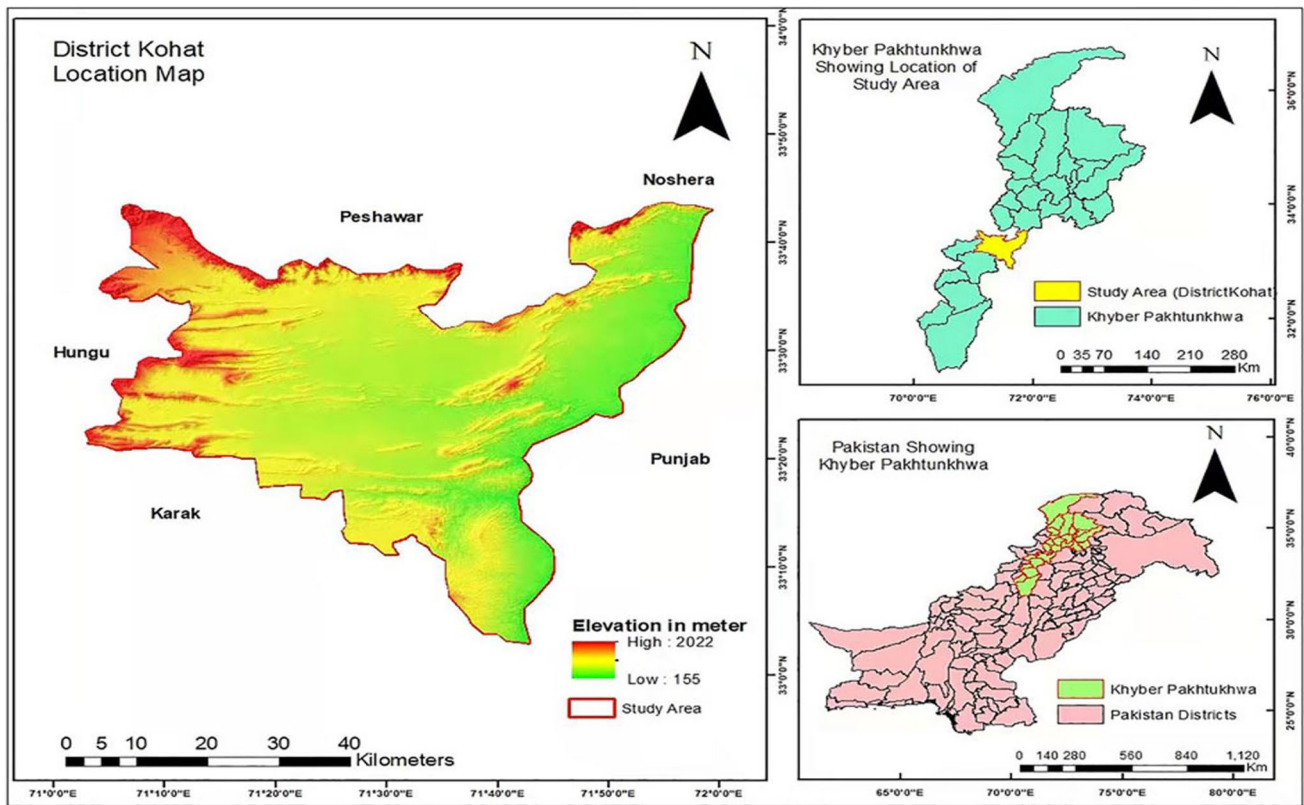 District Kohat
Location Map
N
Noshera
Peshawar
Hungu
Punjab
Karak
Elevation in meter
High : 2022
Low : 155
Study Area
0 5 10 20 30 40
Kilometers
71°0'0"E 71°10'0"E 71°20'0"E 71°30'0"E 71°40'0"E 71°50'0"E 72°0'0"E
34°0'0"N
33°50'0"N
33°40'0"N
33°30'0"N
33°20'0"N
33°10'0"N
33°0'0"N
Khyber Pakhtunkhwa
Showing Location of
Study Area
N
Study Area (DistrictKohat)
Khyber Pakhtunkhwa
0 35 70 140 210 280
Km
70°0'0"E 72°0'0"E 74°0'0"E 76°0'0"E
36°0'0"N
34°0'0"N
32°0'0"N
Pakistan Showing
Khyber Pakhtunkhwa
N
Khyber Pakhtukhwa
Pakistan Districts
0 140 280 560 840 1,120
Km
65°0'0"E 70°0'0"E 75°0'0"E 80°0'0"E
40°0'0"N
35°0'0"N
30°0'0"N
25°0'0"N